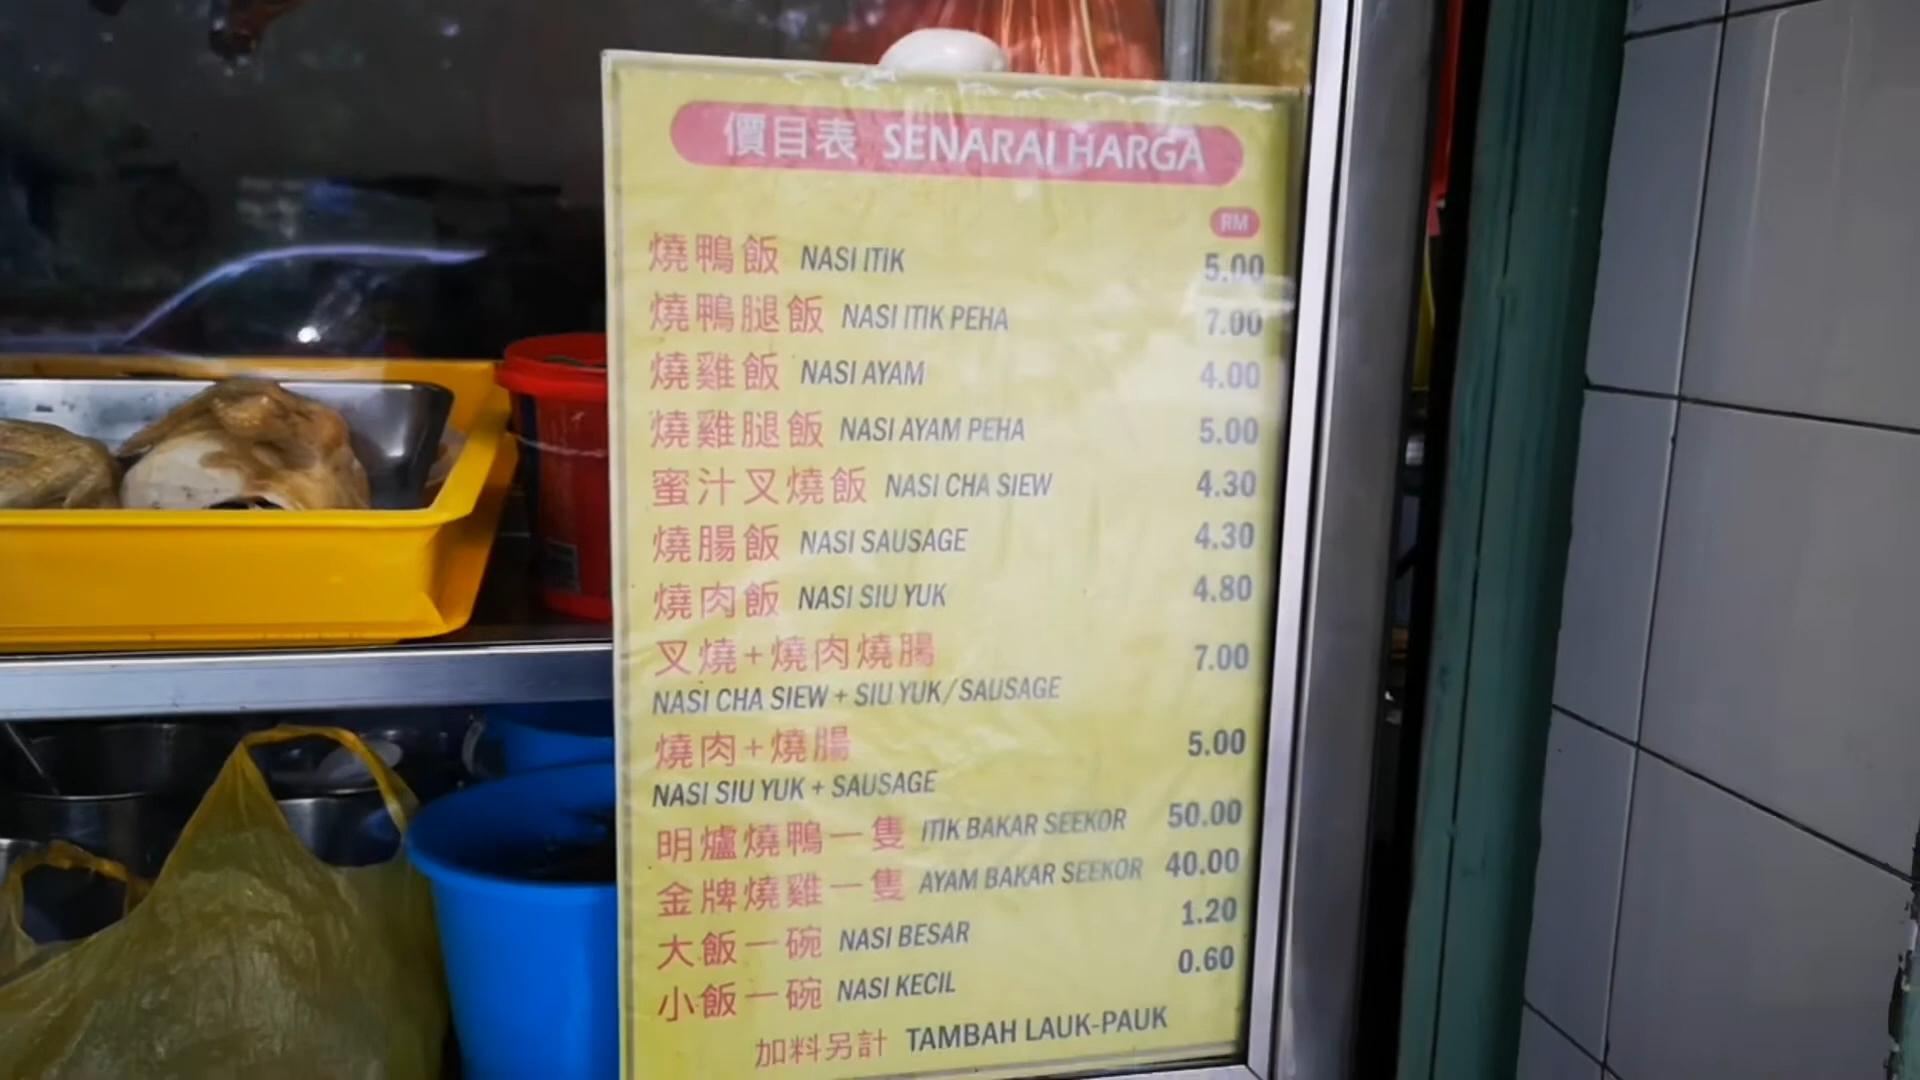 價目表 SENARAI HARGA
RM
燒鴨飯 NASI ITIK 5.00
燒鴨腿飯 NASI ITIK PEHA 7.00
燒雞飯 NASI AYAM 4.00
燒雞腿飯 NASI AYAM PEHA 5.00
蜜汁叉燒飯 NASI CHA SIEW 4.30
燒腸飯 NASI SAUSAGE 4.30
燒肉飯 NASI SIU YUK 4.80
叉燒+燒肉燒腸 7.00
NASI CHA SIEW + SIU YUK/SAUSAGE
燒肉+燒腸 5.00
NASI SIU YUK + SAUSAGE
明爐燒鴨一隻 ITIK BAKAR SEEKOR 50.00
金牌燒雞一隻 AYAM BAKAR SEEKOR 40.00
大飯一碗 NASI BESAR 1.20
小飯一碗 NASI KECIL 0.60
加料另計 TAMBAH LAUK-PAUK